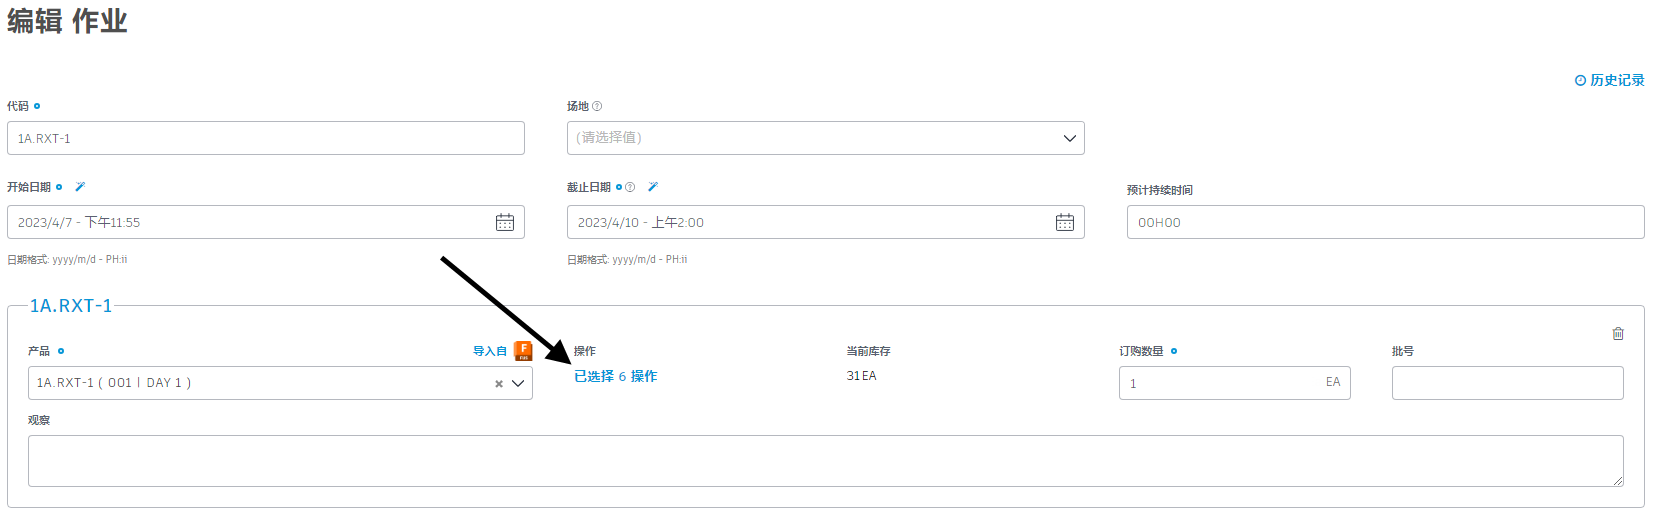 编辑 作业
历史记录
代码
场地
1A.RXT-1
(请选择值)
开始日期
截止日期
预计持续时间
2023/4/7 - 下午11:55
2023/4/10 - 上午2:00
00H00
日期格式: yyyy/m/d - PH:ii
日期格式: yyyy/m/d - PH:ii
1A.RXT-1
产品
导入自
F
FUS
操作
当前库存
订购数量
批号
1A.RXT-1 ( 001 | DAY 1 )
已选择 6 操作
31 EA
1
EA
观察